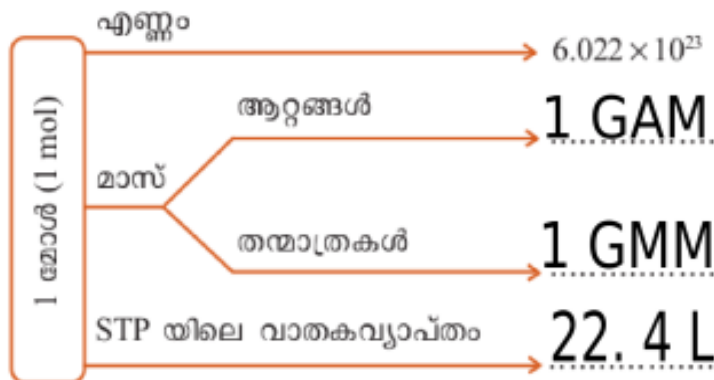 എണ്ണം
6.022 × 10²³
1 മോൾ (1 mol)
ആറ്റങ്ങൾ
1 GAM
മാസ്
തന്മാത്രകൾ
1 GMM
STP യിലെ വാതകവ്യാപ്തം
22. 4 L